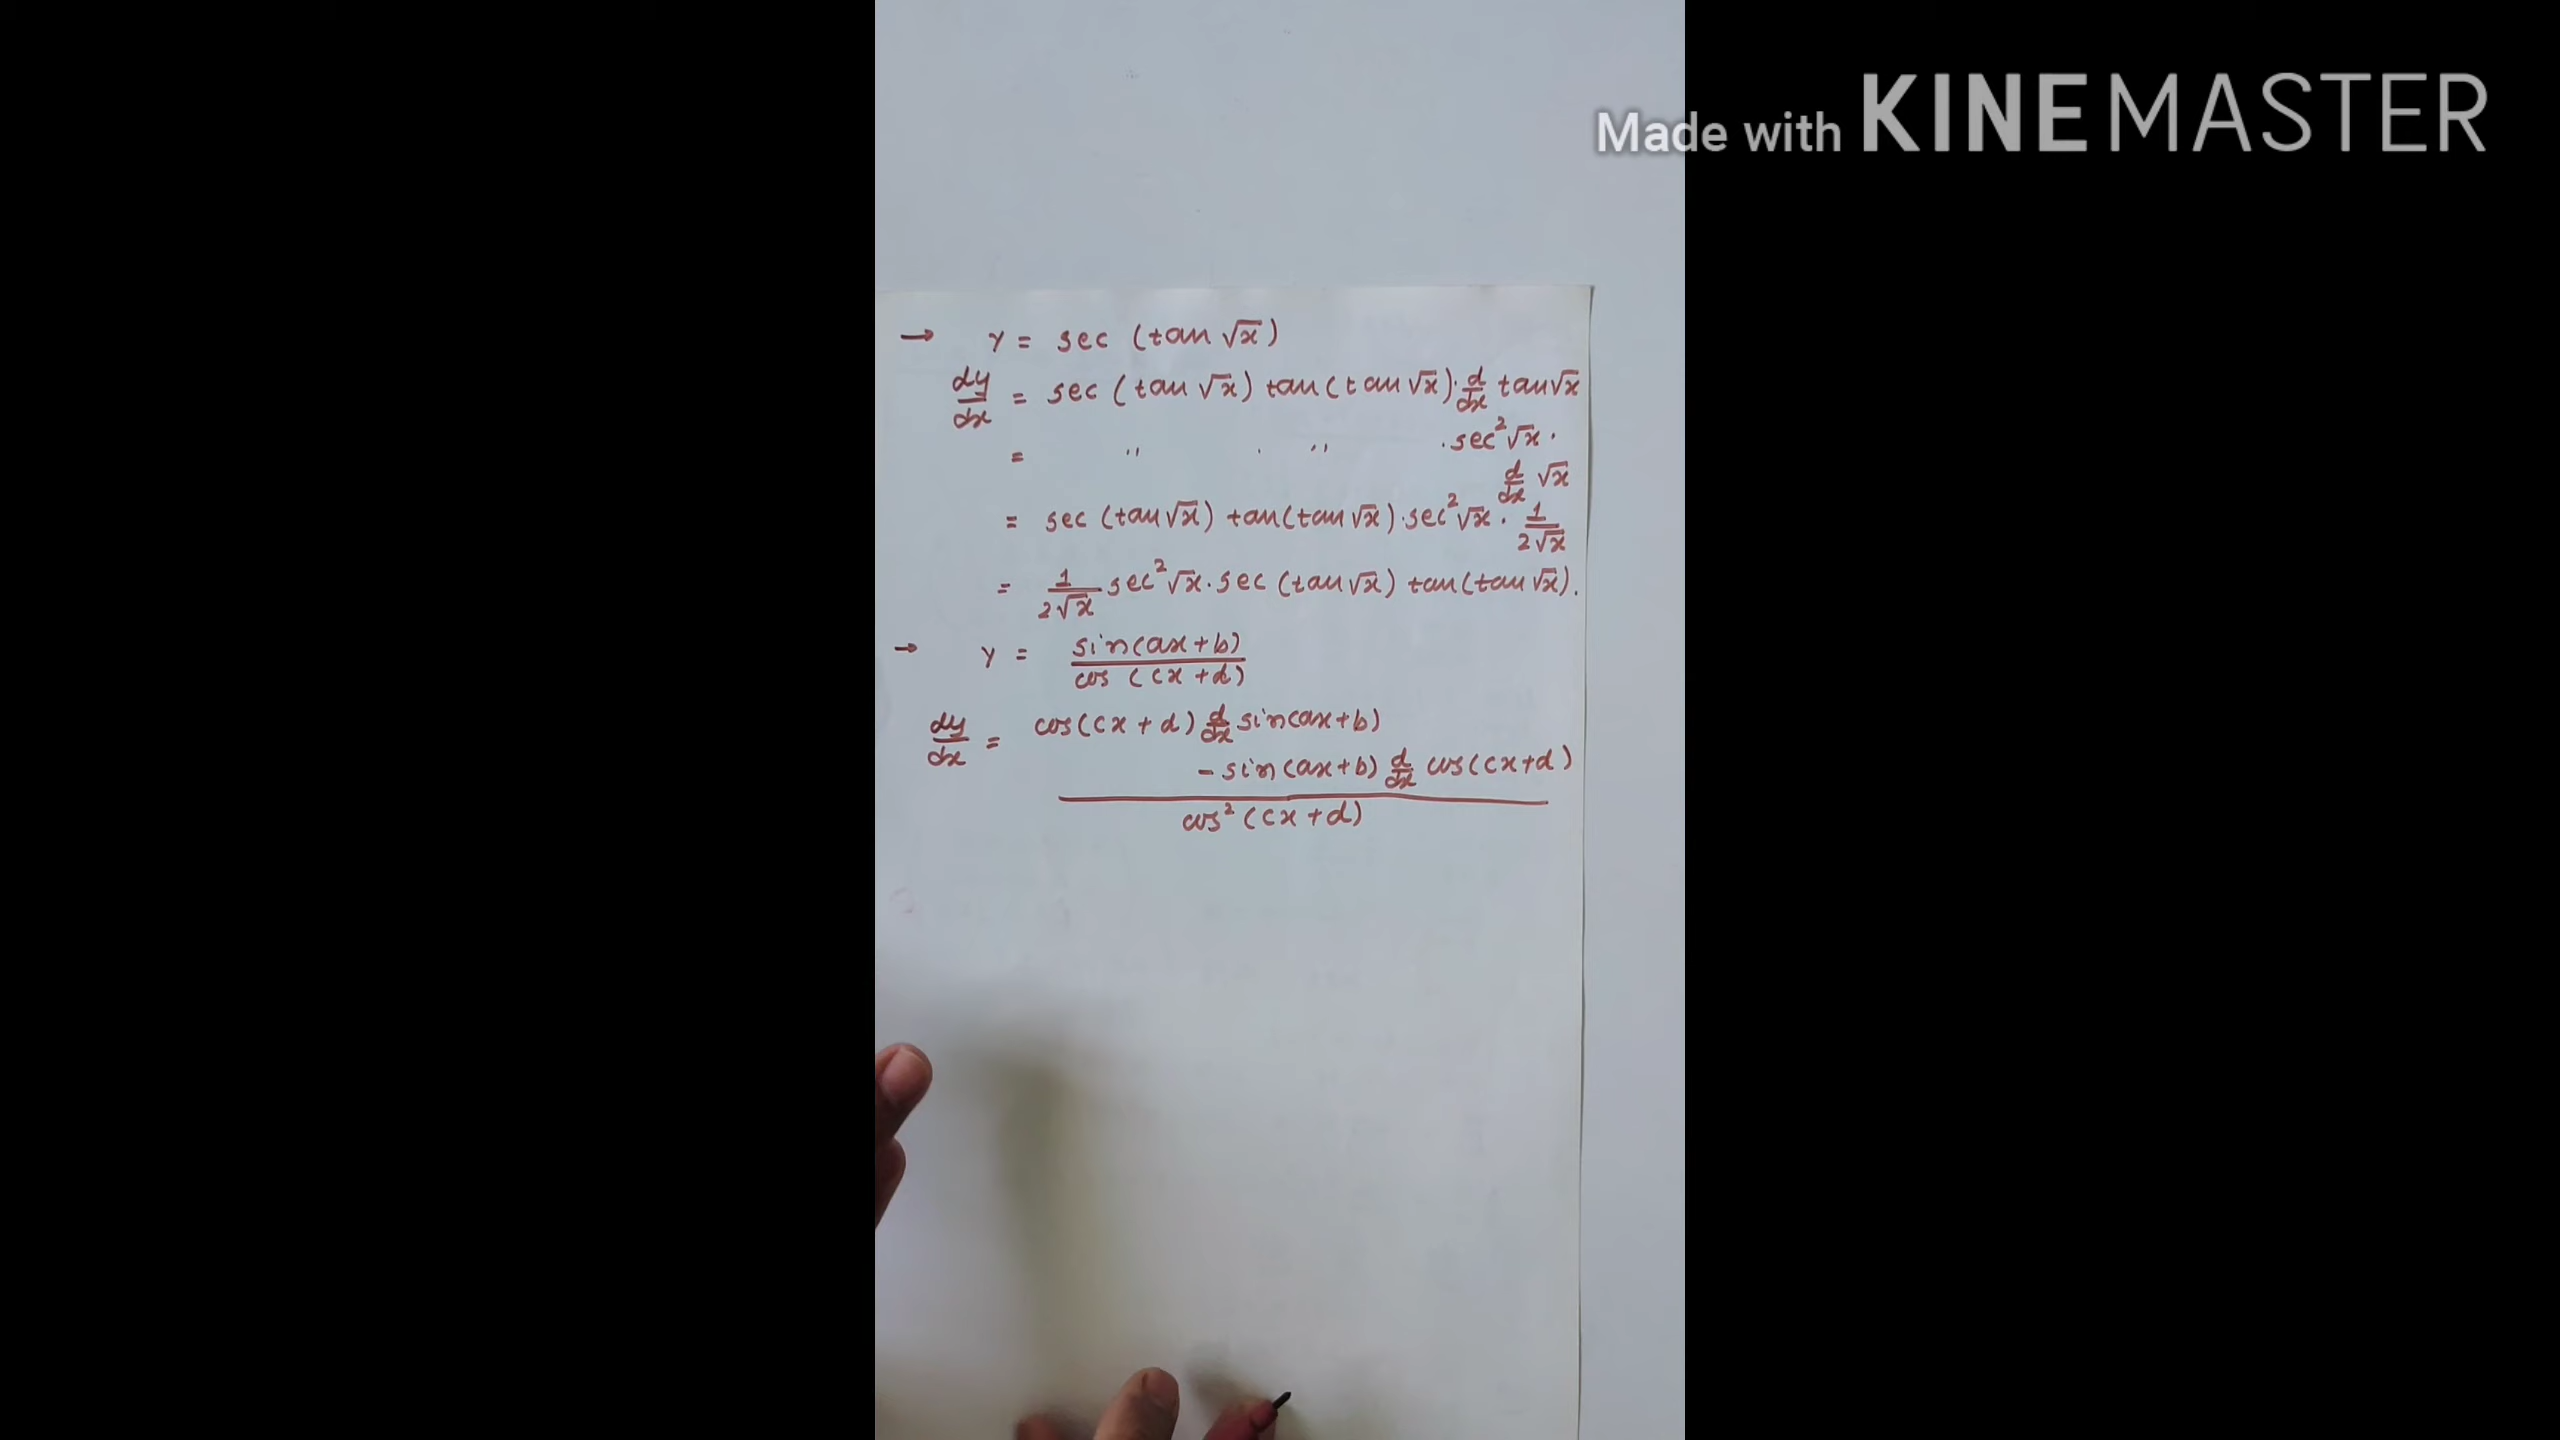 Made with KINEMASTER
→ y = sec (tan √x)
dy/dx = sec (tan √x) tan (tan √x) · d/dx tan √x
= " · " · sec² √x ·
d/dx √x
= sec (tan √x) tan (tan √x) · sec² √x · 1/2√x
= 1/2√x sec² √x · sec (tan √x) tan (tan √x).
→ y = sin(ax+b)
cos (cx+d)
dy/dx = cos(cx + d) d/dx sin(ax+b)
- sin(ax+b) d/dx cos(cx+d)
cos² (cx+d)